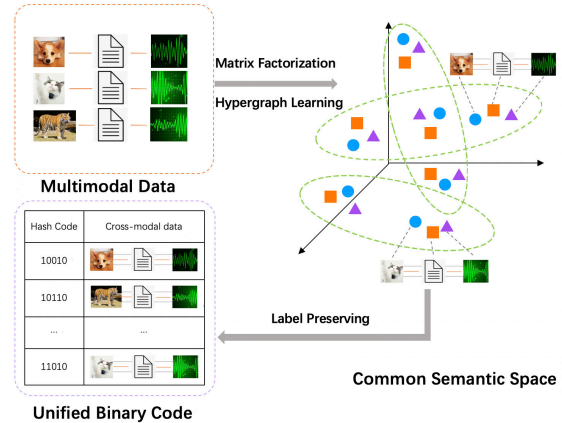 Matrix Factorization
Hypergraph Learning
Multimodal Data
Hash Code Cross-modal data
10010
10110
... ...
11010
Unified Binary Code
Label Preserving
Common Semantic Space